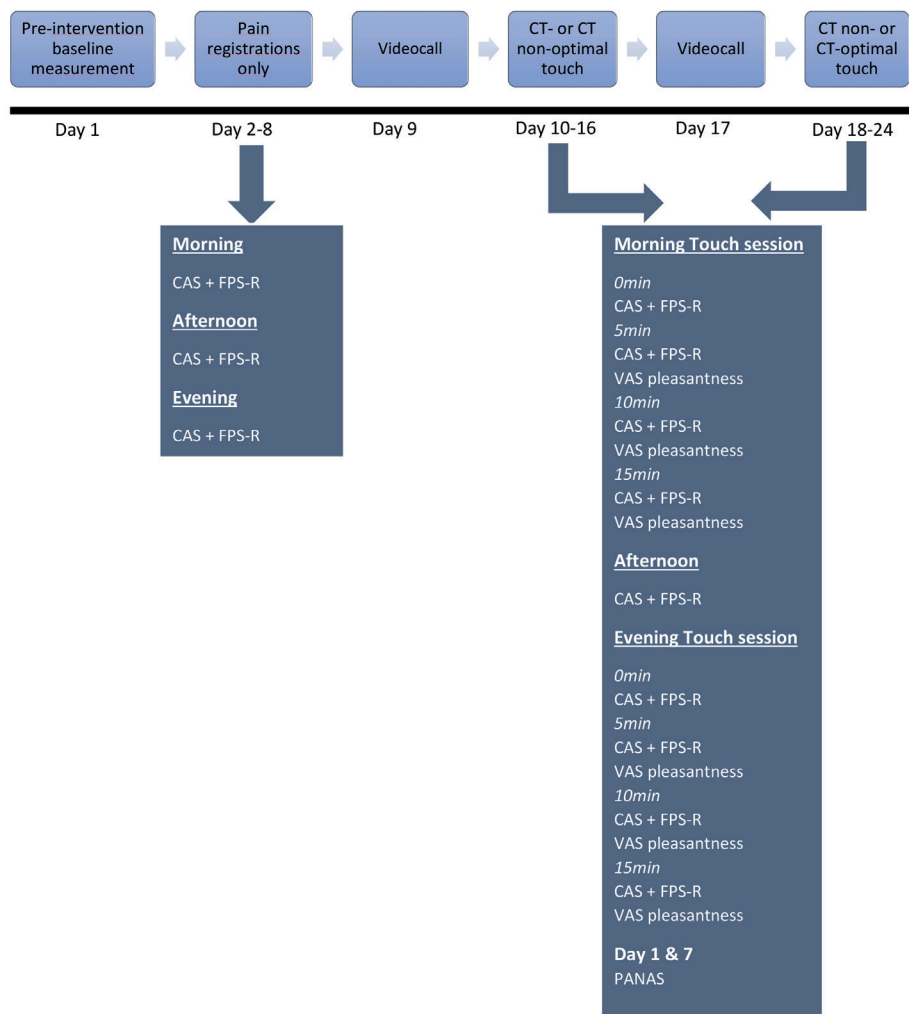 Pre-intervention
baseline
measurement
Pain
registrations
only
Videocall
CT- or CT
non-optimal
touch
Videocall
CT non- or
CT-optimal
touch
Day 1
Day 2-8
Day 9
Day 10-16
Day 17
Day 18-24
Morning
CAS + FPS-R
Afternoon
CAS + FPS-R
Evening
CAS + FPS-R
Morning Touch session
0min
CAS + FPS-R
5min
CAS + FPS-R
VAS pleasantness
10min
CAS + FPS-R
VAS pleasantness
15min
CAS + FPS-R
VAS pleasantness
Afternoon
CAS + FPS-R
Evening Touch session
0min
CAS + FPS-R
5min
CAS + FPS-R
VAS pleasantness
10min
CAS + FPS-R
VAS pleasantness
15min
CAS + FPS-R
VAS pleasantness
Day 1 & 7
PANAS